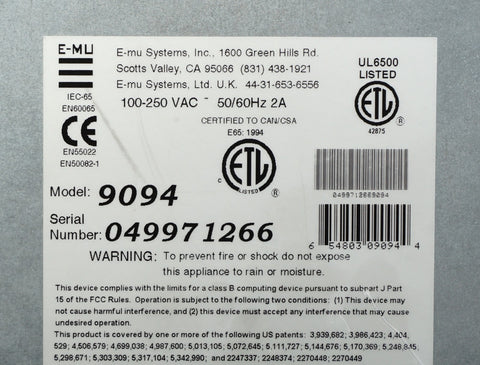 E-MU
E-mu Systems, Inc., 1600 Green Hills Rd.
Scotts Valley, CA 95066 (831) 438-1921
E-mu Systems, Ltd. U.K. 44-31-653-6556
100-250 VAC ~ 50/60Hz 2A
IEC-65
EN60065
CE
EN55022
EN50082-1
CERTIFIED TO CAN/CSA
E65: 1994
C ETL
LISTED
UL6500
LISTED
ETL ®
42875
®
Model: 9094
Serial
Number: 049971266
0499712669094
6 54803 09094 4
WARNING: To prevent fire or shock do not expose
this appliance to rain or moisture.
This device complies with the limits for a class B computing device pursuant to subpart J Part
15 of the FCC Rules. Operation is subject to the following two conditions: (1) This device may
not cause harmful interference, and (2) this device must accept any interference that may cause
undesired operation.
This product is covered by one or more of the following US patents: 3,939,682; 3,986,423; 4,404,
529; 4,506,579; 4,699,038; 4,987,600; 5,013,105; 5,072,645; 5,111,727; 5,144,676; 5,170,369; 5,248,845,
5,298,671; 5,303,309; 5,317,104; 5,342,990; and 2247337; 2248374; 2270448; 2270449